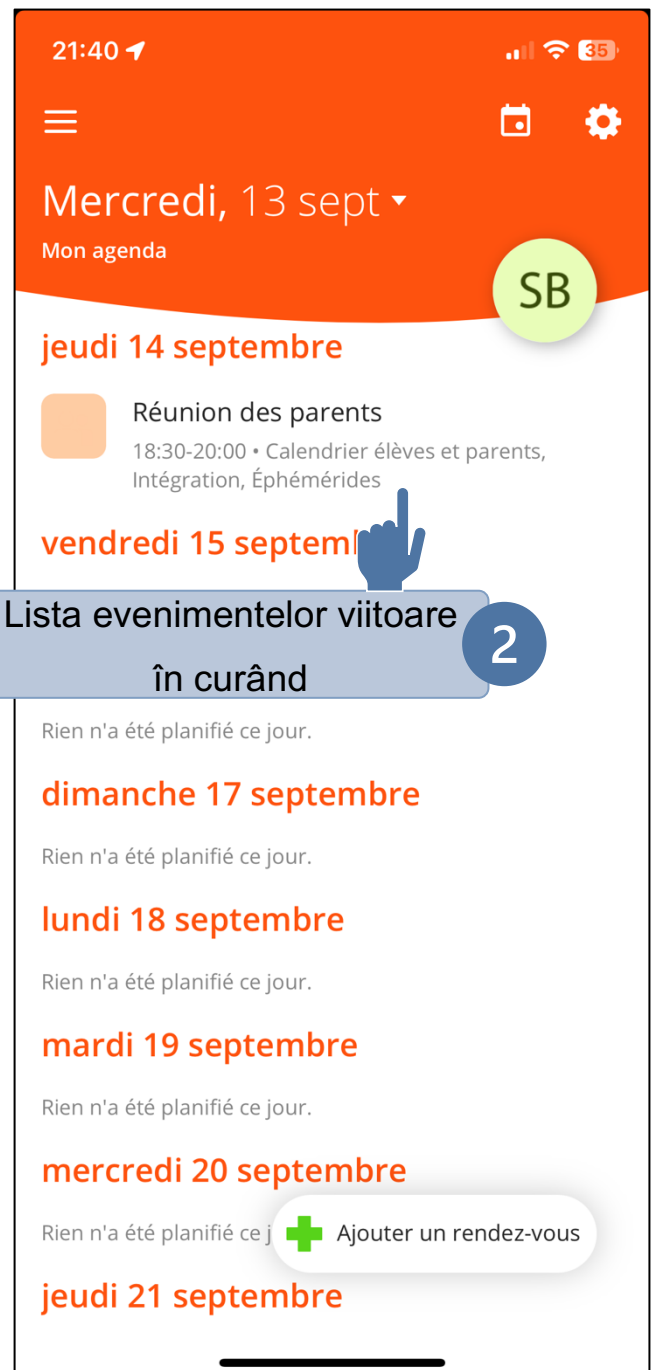 21:40
35
Mercredi, 13 sept
Mon agenda
SB
jeudi 14 septembre
Réunion des parents
18:30-20:00 • Calendrier élèves et parents,
Intégration, Éphémérides
vendredi 15 septem
Lista evenimentelor viitoare
în curând
2
Rien n'a été planifié ce jour.
dimanche 17 septembre
Rien n'a été planifié ce jour.
lundi 18 septembre
Rien n'a été planifié ce jour.
mardi 19 septembre
Rien n'a été planifié ce jour.
mercredi 20 septembre
Rien n'a été planifié ce j
Ajouter un rendez-vous
jeudi 21 septembre